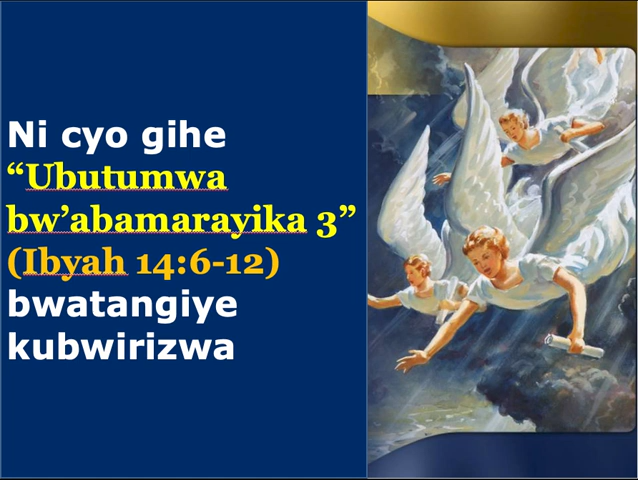 Ni cyo gihe
“Ubutumwa
bw’abamarayika 3”
(Ibyah 14:6-12)
bwatangiye
kubwirizwa